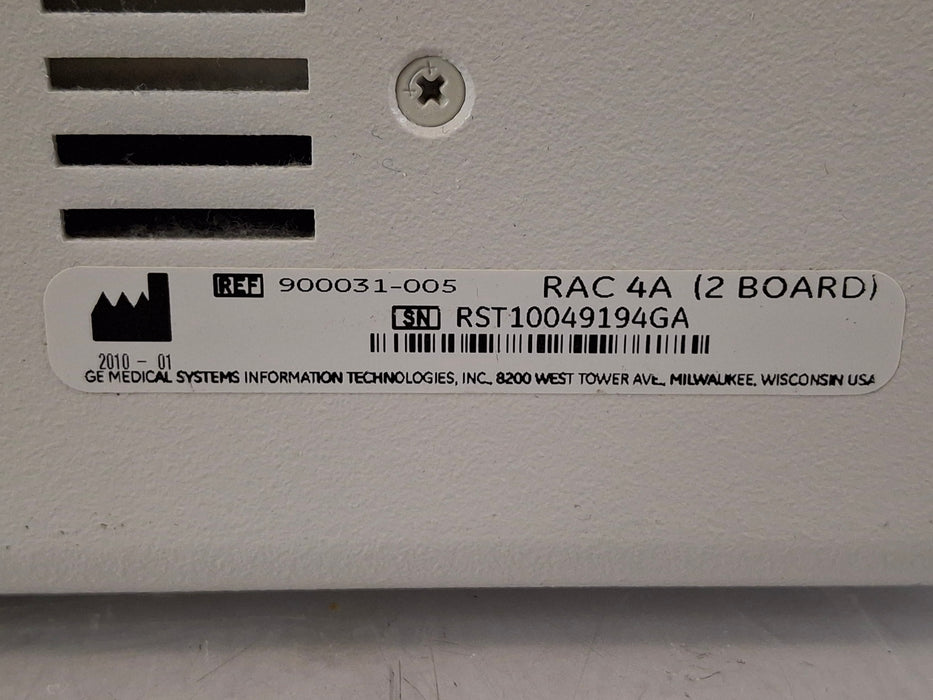 REF 900031-005 RAC 4A (2 BOARD)
SN RST10049194GA
2010 - 01
GE MEDICAL SYSTEMS INFORMATION TECHNOLOGIES, INC., 8200 WEST TOWER AVE., MILWAUKEE, WISCONSIN USA